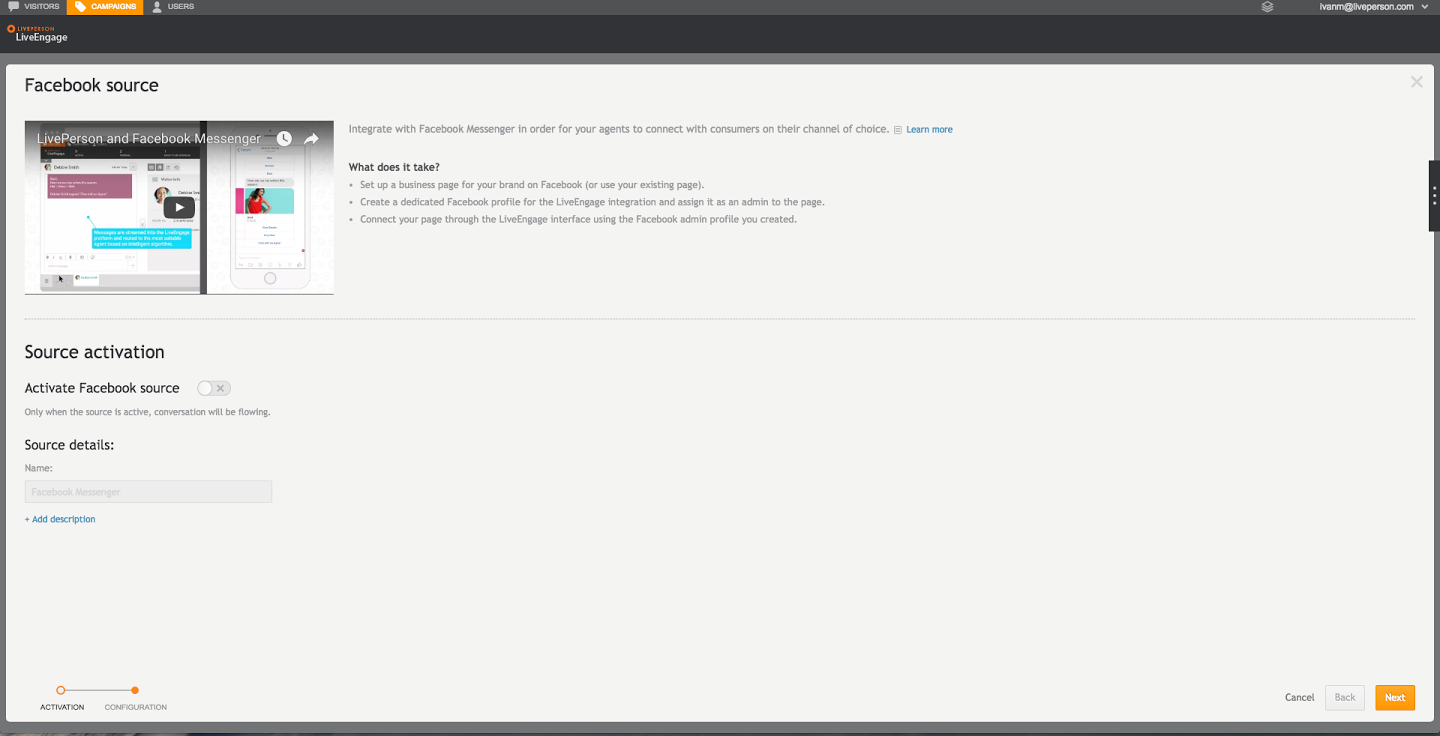 VISITORS
CAMPAIGNS
USERS
ivanm@liveperson.com
LIVEPERSON
LiveEngage
Facebook source
LivePerson and Facebook Messenger
Messages are streamed into the LiveEngage
platform and routed to the most suitable
agent based on intelligent algorithm.
Integrate with Facebook Messenger in order for your agents to connect with consumers on their channel of choice. Learn more
What does it take?
• Set up a business page for your brand on Facebook (or use your existing page).
• Create a dedicated Facebook profile for the LiveEngage integration and assign it as an admin to the page.
• Connect your page through the LiveEngage interface using the Facebook admin profile you created.
Source activation
Activate Facebook source
Only when the source is active, conversation will be flowing.
Source details:
Name:
Facebook Messenger
+ Add description
ACTIVATION
CONFIGURATION
Cancel
Back
Next